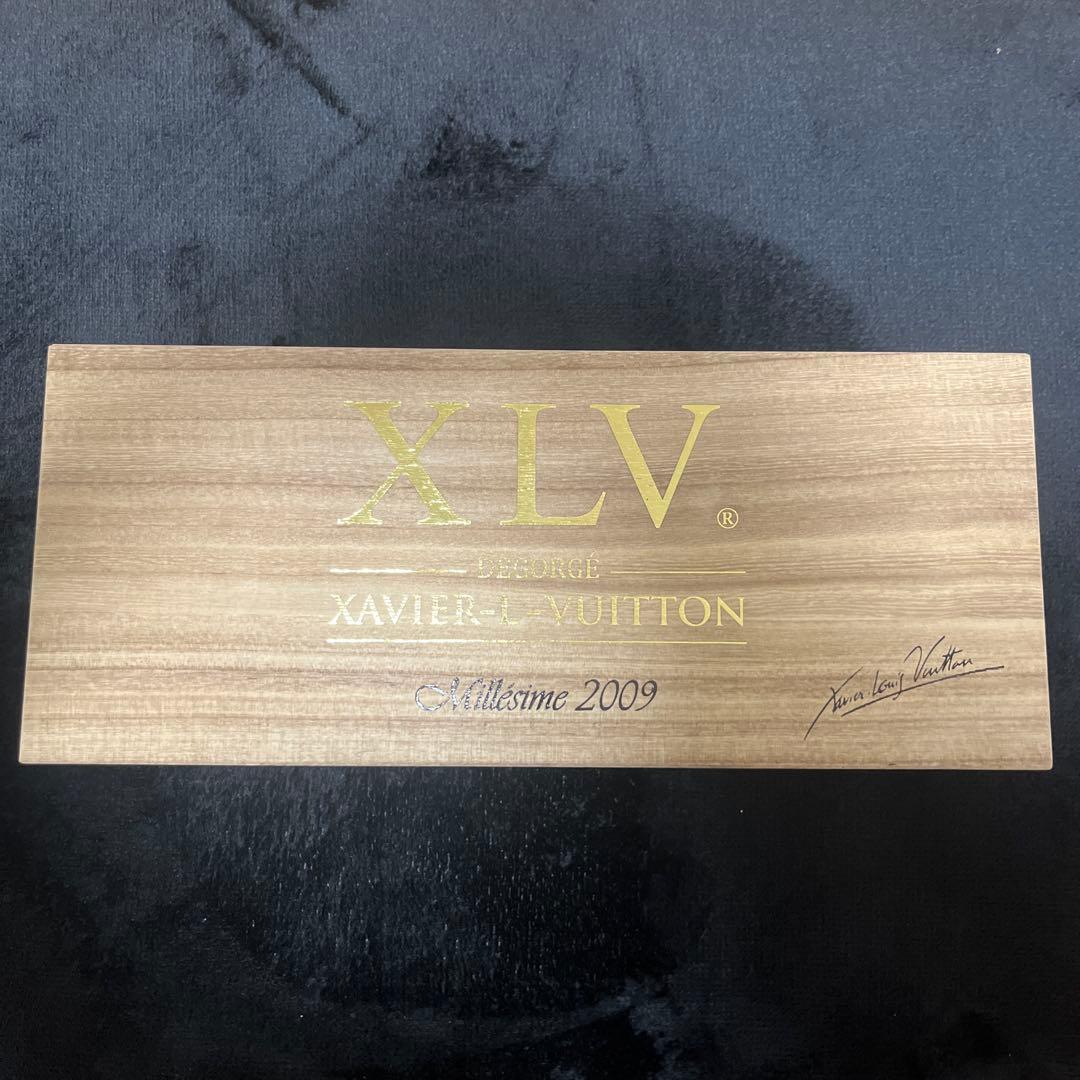 XLV®
DEGORGÉ
XAVIER-L-VUITTON
Millésime 2009
Xavier Louis Vuitton